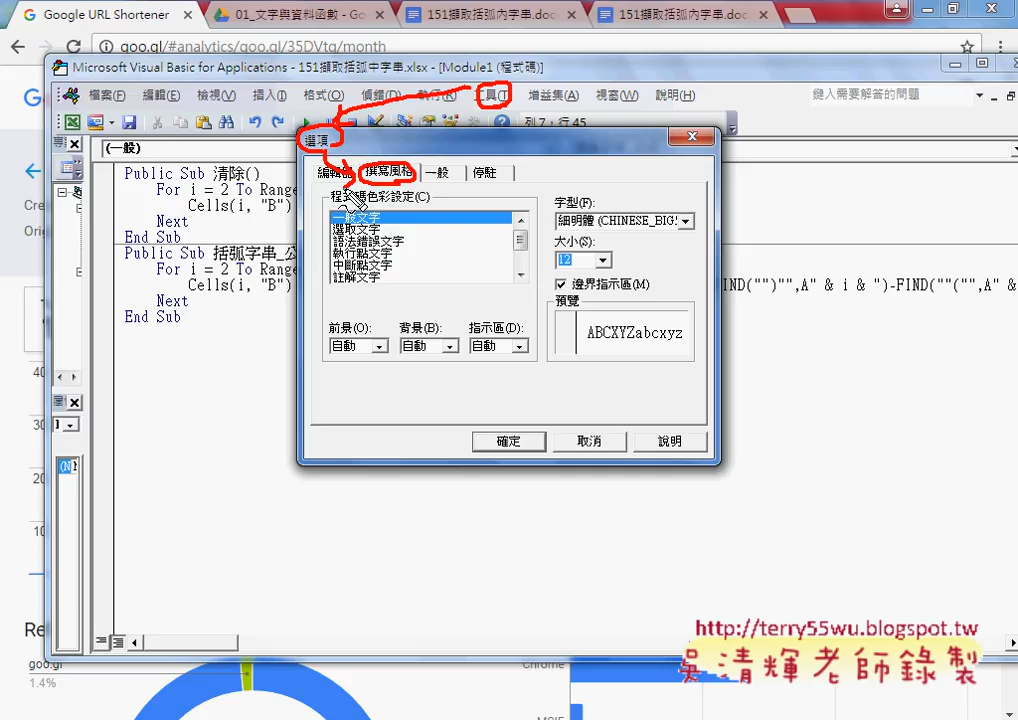 Google URL Shortener
01_文字與資料函數 - Go
151擷取括弧內字串.doc
151擷取括弧內字串.doc
goo.gl/#analytics/goo.gl/35DVtg/month
Microsoft Visual Basic for Applications - 151擷取括弧中字串.xlsx - [Module1 (程式碼)]
檔案(F) 編輯(E) 檢視(V) 插入(I) 格式(O) 偵錯(D) 執行(R) 工具(T) 增益集(A) 視窗(W) 說明(H)
鍵入需要解答的問題
列 7，行 45
(一般)
Public Sub 清除()
For i = 2 To Range
Cells(i, "B")
Next
End Sub
Public Sub 括弧字串_公
For i = 2 To Range
Cells(i, "B")
IND("")"",A" & i & ")-FIND(""("",A" &
Next
End Sub
選項
編輯器 撰寫風格 一般 停駐
程式碼色彩設定(C)
一般文字
選取文字
語法錯誤文字
執行點文字
中斷點文字
註解文字
前景(O): 背景(B): 指示區(D):
自動 自動 自動
字型(F):
細明體 (CHINESE_BIG5
大小(S):
12
邊界指示區(M)
預覽
ABCXYZabcxyz
確定 取消 說明
Cre
Orig
40
30
20
10
Re
goo.gl
1.4%
Chrome
MSIE
http://terry55wu.blogspot.tw
吳清輝老師錄製